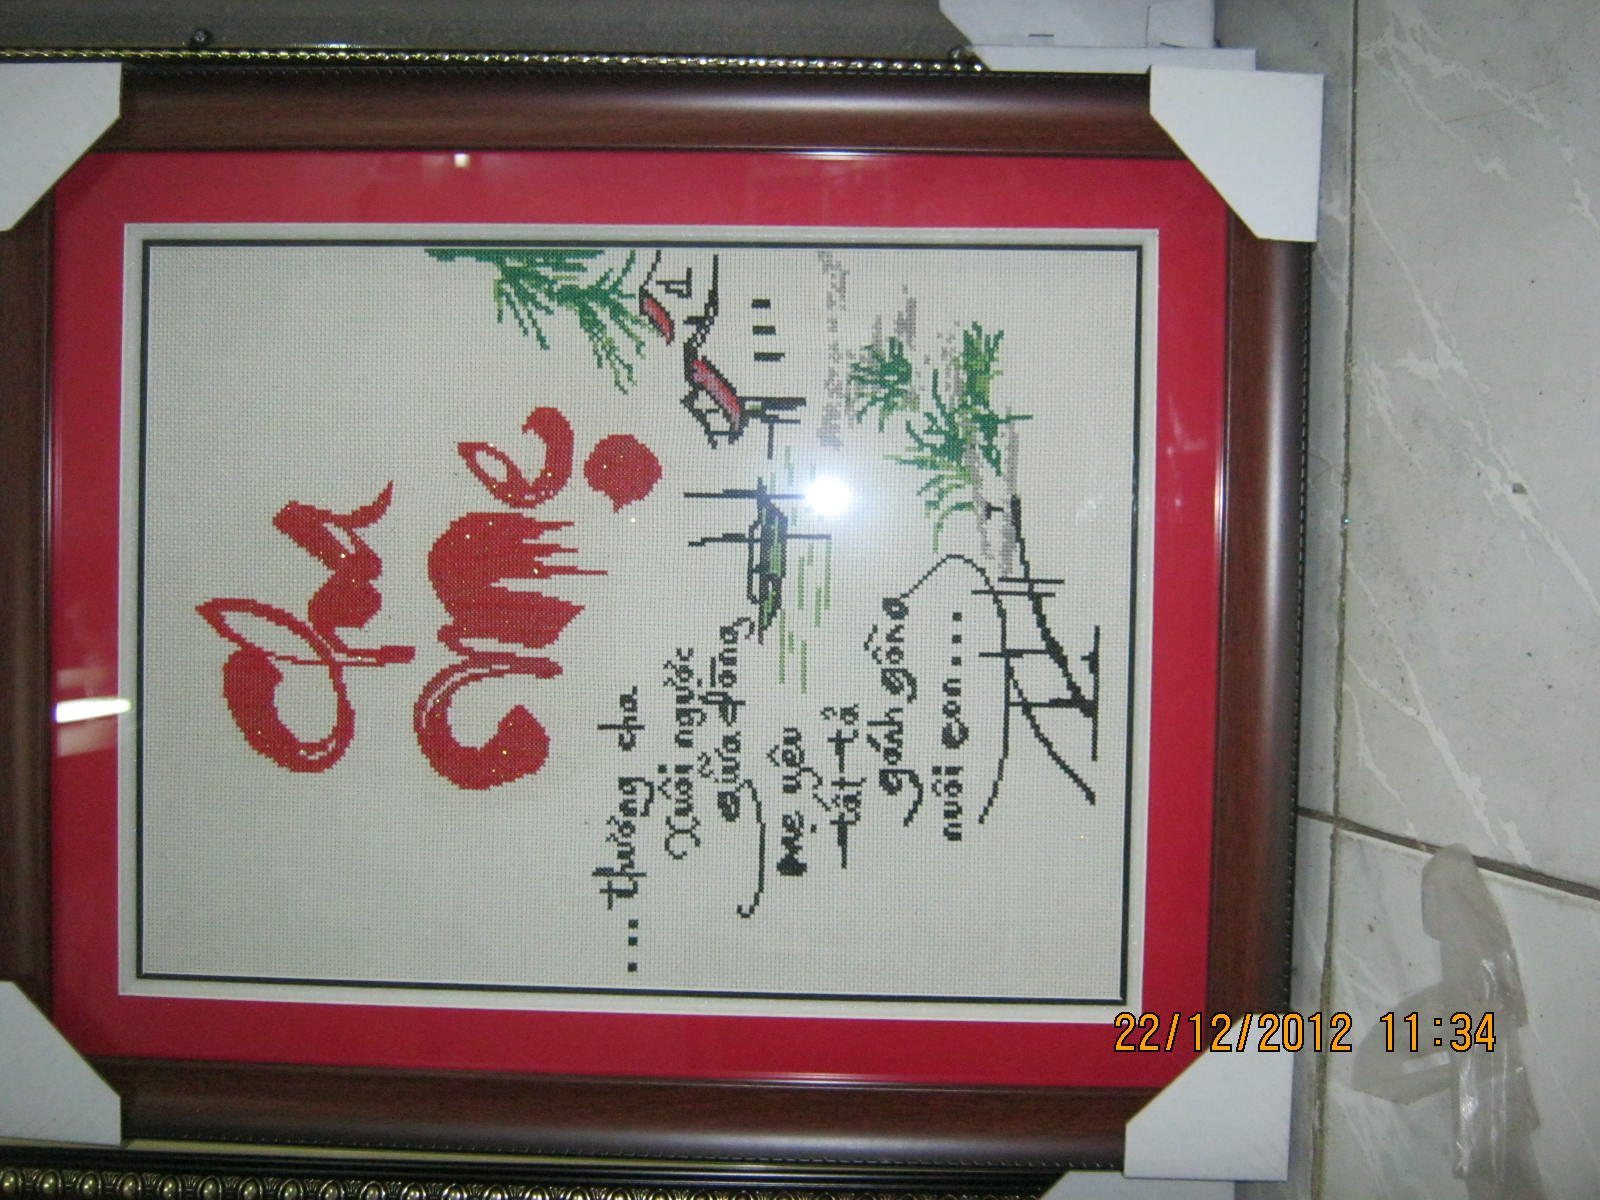 Cha
mẹ
...thương cha
xuôi ngược
giữa dòng
mẹ yêu
tất tả
gánh gồng
nuôi con...
22/12/2012 11:34